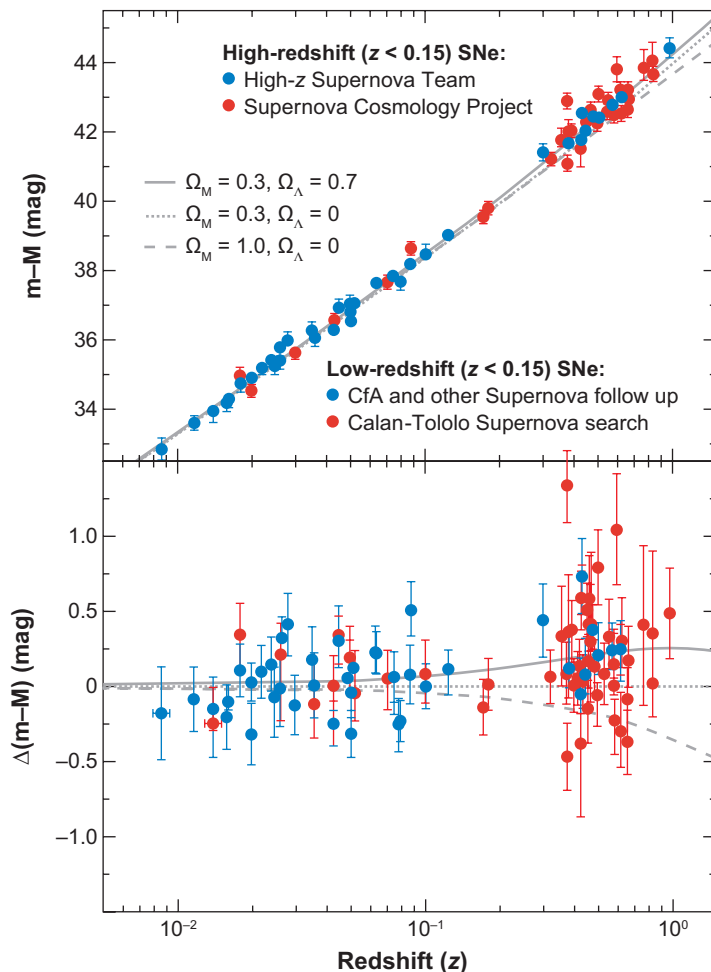 44
42
40
38
36
34
m–M (mag)
High-redshift (z < 0.15) SNe:
High-z Supernova Team
Supernova Cosmology Project
Ω_M = 0.3, Ω_Λ = 0.7
Ω_M = 0.3, Ω_Λ = 0
Ω_M = 1.0, Ω_Λ = 0
Low-redshift (z < 0.15) SNe:
CfA and other Supernova follow up
Calan-Tololo Supernova search
1.0
0.5
0
–0.5
–1.0
Δ(m–M) (mag)
10⁻² 10⁻¹ 10⁰
Redshift (z)